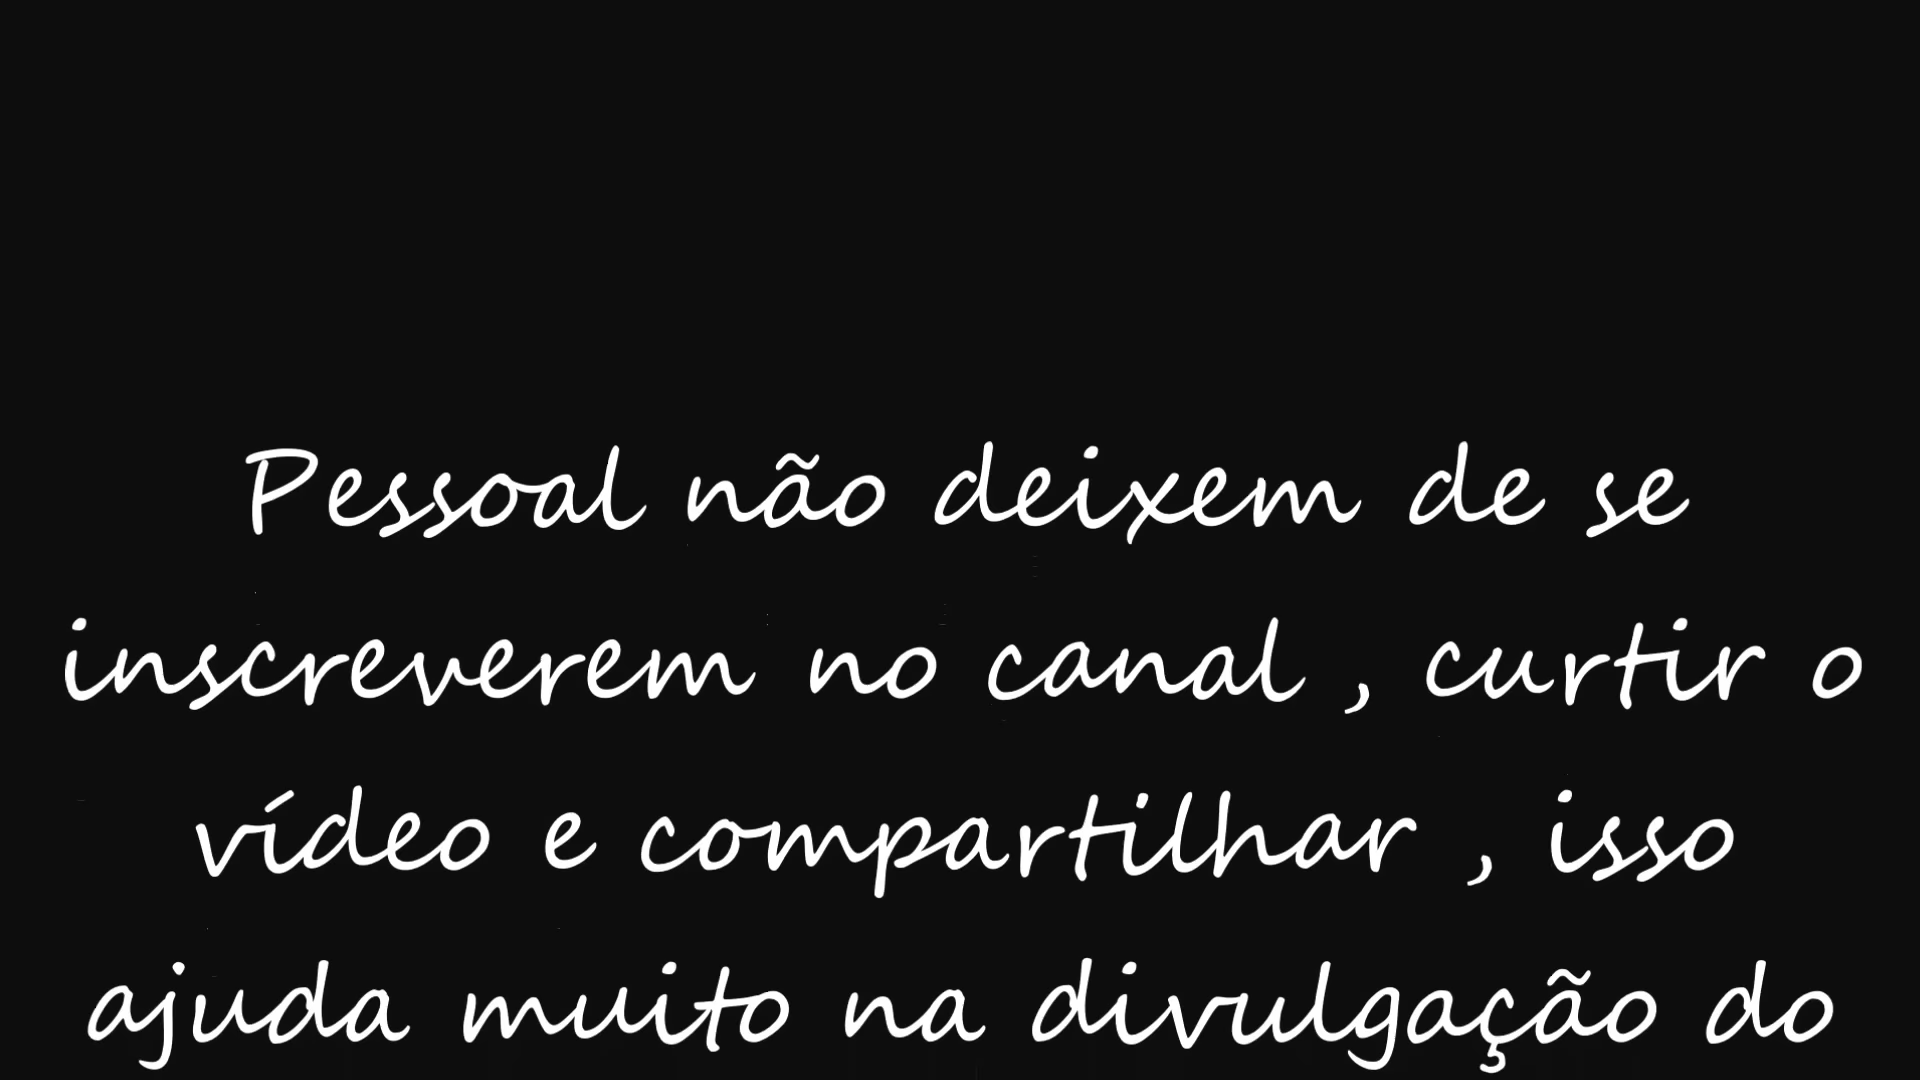 Pessoal não deixem de se
inscreverem no canal , curtir o
vídeo e compartilhar , isso
ajuda muito na divulgação do